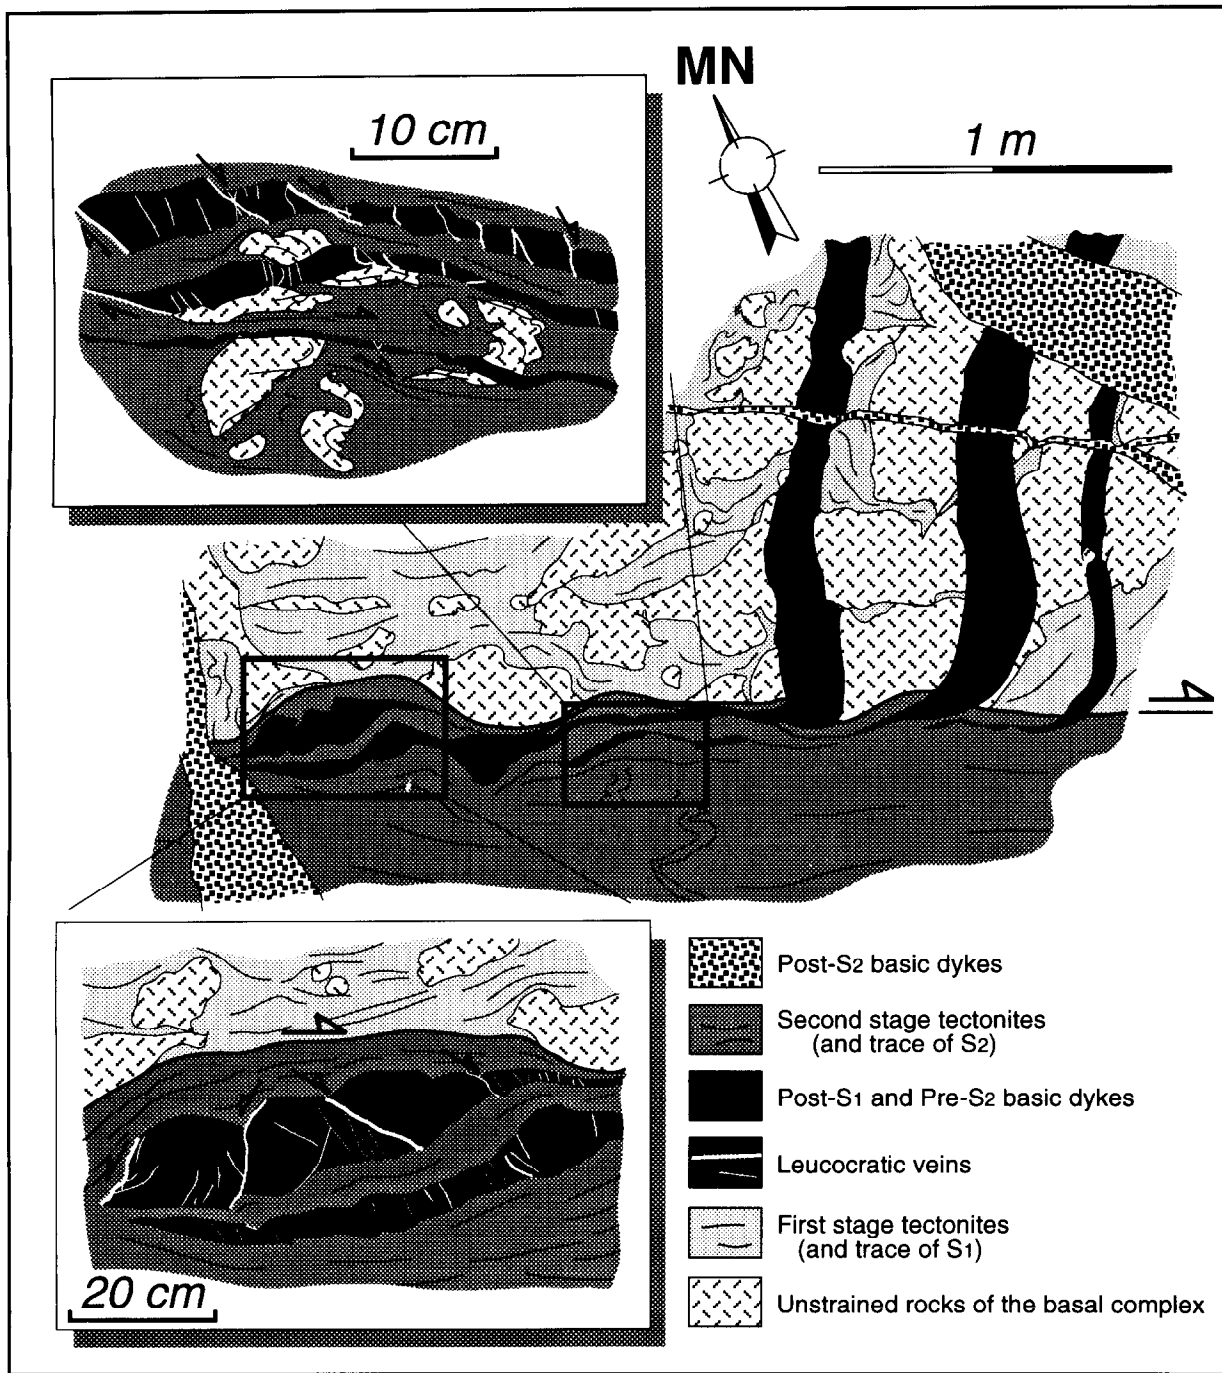 MN
10 cm
1 m
Post-S2 basic dykes
Second stage tectonites
(and trace of S2)
Post-S1 and Pre-S2 basic dykes
Leucocratic veins
First stage tectonites
(and trace of S1)
Unstrained rocks of the basal complex
20 cm